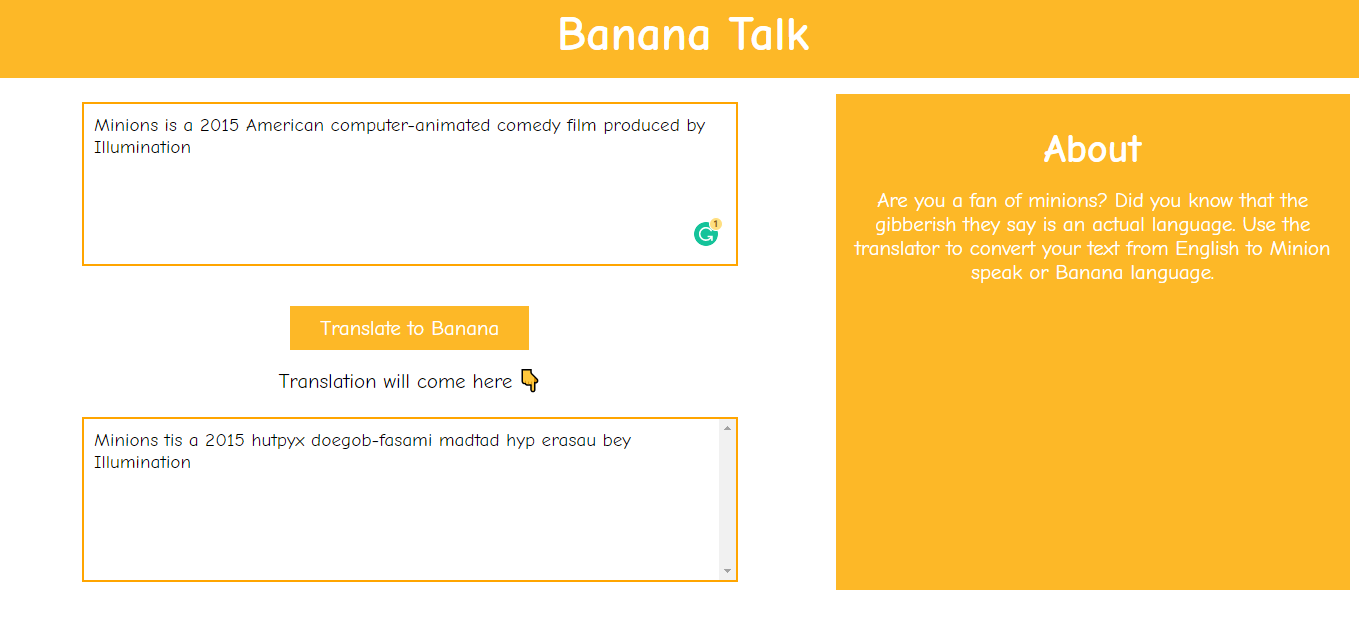 Banana Talk
Minions is a 2015 American computer-animated comedy film produced by
Illumination
1
Translate to Banana
Translation will come here 👇
Minions tis a 2015 hutpyx doegob-fasami madtad hyp erasau bey
Illumination
About
Are you a fan of minions? Did you know that the
gibberish they say is an actual language. Use the
translator to convert your text from English to Minion
speak or Banana language.